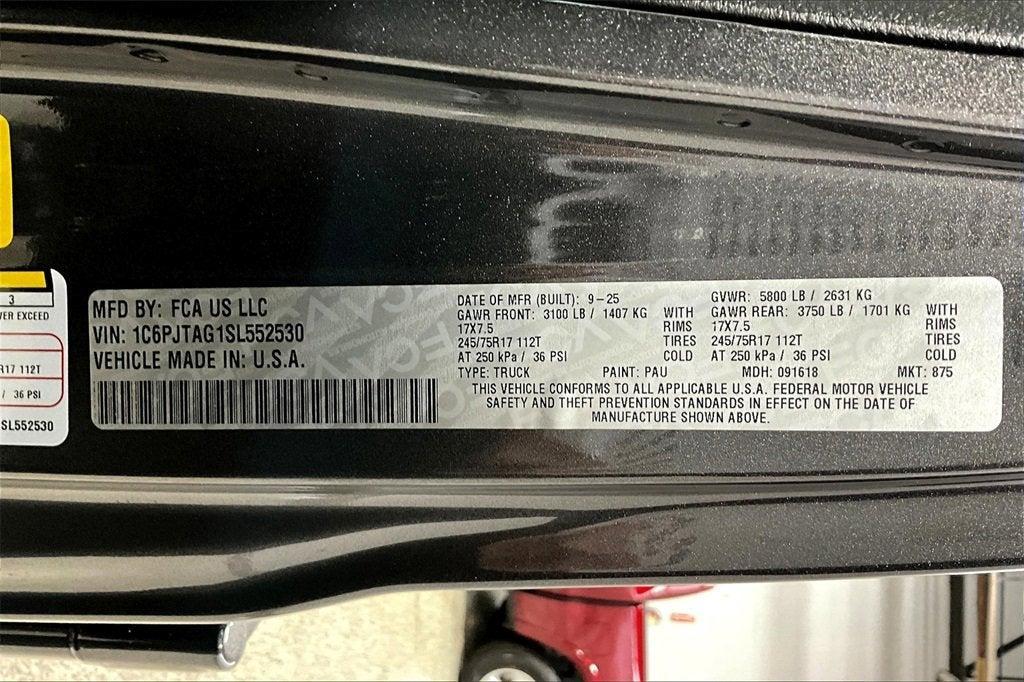 3
WER EXCEED
R17 112T
/ 36 PSI
SL552530
MFD BY: FCA US LLC
VIN: 1C6PJTAG1SL552530
VEHICLE MADE IN: U.S.A.
DATE OF MFR (BUILT): 9-25 GVWR: 5800 LB / 2631 KG
GAWR FRONT: 3100 LB / 1407 KG WITH GAWR REAR: 3750 LB / 1701 KG WITH
17X7.5 RIMS 17X7.5 RIMS
245/75R17 112T TIRES 245/75R17 112T TIRES
AT 250 kPa / 36 PSI COLD AT 250 kPa / 36 PSI COLD
TYPE: TRUCK PAINT: PAU MDH: 091618 MKT: 875
THIS VEHICLE CONFORMS TO ALL APPLICABLE U.S.A. FEDERAL MOTOR VEHICLE
SAFETY AND THEFT PREVENTION STANDARDS IN EFFECT ON THE DATE OF
MANUFACTURE SHOWN ABOVE.